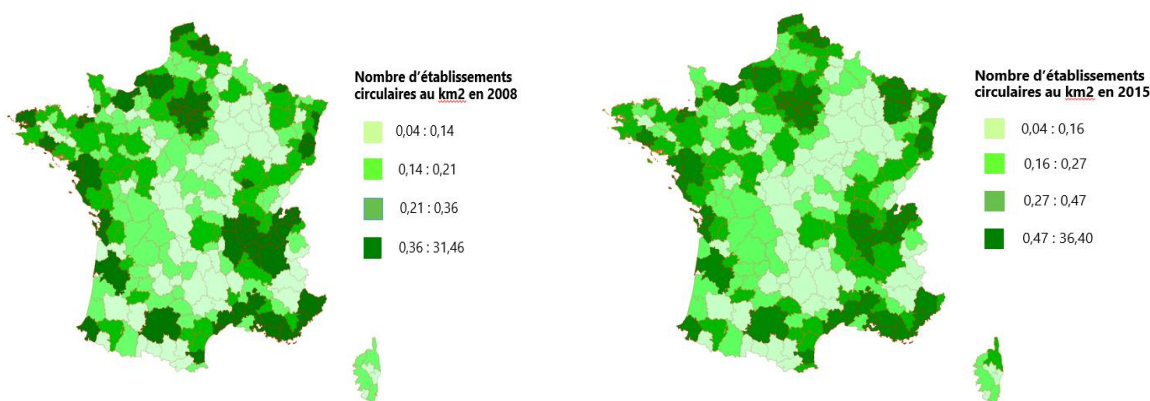 Nombre d'établissements
circulaires au km2 en 2008
0,04 : 0,14
0,14 : 0,21
0,21 : 0,36
0,36 : 31,46
Nombre d'établissements
circulaires au km2 en 2015
0,04 : 0,16
0,16 : 0,27
0,27 : 0,47
0,47 : 36,40